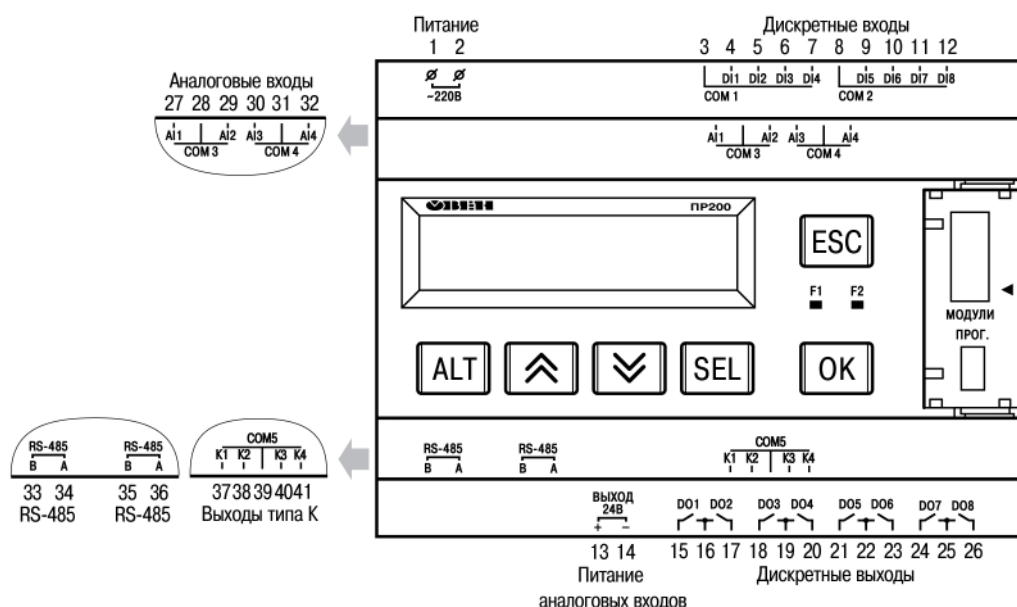 Питание
1 2
Дискретные входы
3 4 5 6 7 8 9 10 11 12
~220В
DI1 DI2 DI3 DI4 DI5 DI6 DI7 DI8
COM 1 COM 2
Аналоговые входы
27 28 29 30 31 32
AI1 AI2 AI3 AI4
COM 3 COM 4
AI1 AI2 AI3 AI4
COM 3 COM 4
ОВЕН ПР200
ESC
F1 F2
МОДУЛИ
ПРОГ.
ALT SEL OK
RS-485 RS-485
B A B A
33 34 35 36
RS-485 RS-485
COM5
K1 K2 K3 K4
37 38 39 40 41
Выходы типа К
RS-485 RS-485
B A B A
COM5
K1 K2 K3 K4
ВЫХОД
24В
+ −
DO1 DO2 DO3 DO4 DO5 DO6 DO7 DO8
13 14 15 16 17 18 19 20 21 22 23 24 25 26
Питание
аналоговых входов
Дискретные выходы